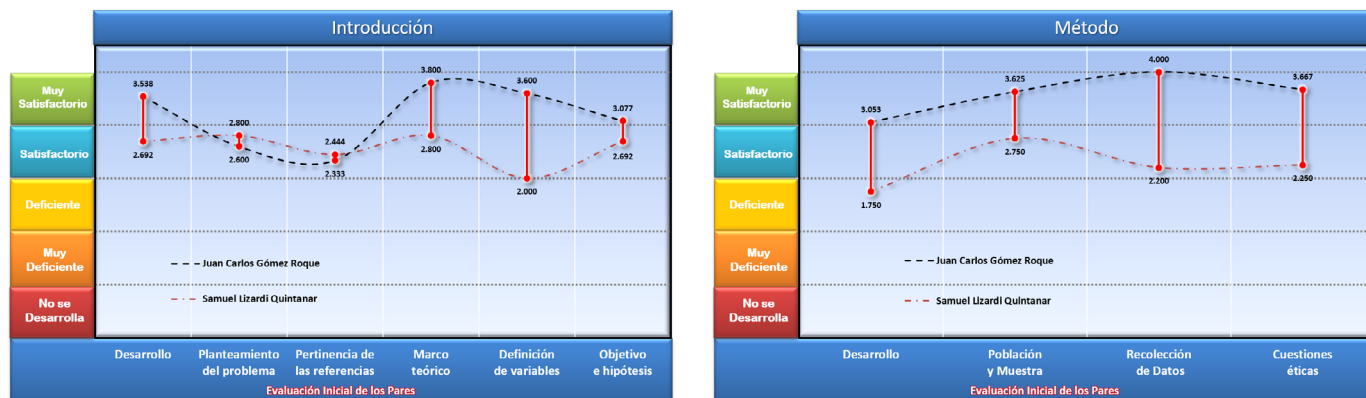 Introducción
Muy
Satisfactorio
Satisfactorio
Deficiente
Muy
Deficiente
No se
Desarrolla
3.538
2.692
2.800
2.600
2.444
2.333
3.800
2.800
3.600
2.000
3.077
2.692
Juan Carlos Gómez Roque
Samuel Lizardi Quintanar
Desarrollo
Planteamiento
del problema
Pertinencia de
las referencias
Marco
teórico
Definición
de variables
Objetivo
e hipótesis
Evaluación Inicial de los Pares
Método
Muy
Satisfactorio
Satisfactorio
Deficiente
Muy
Deficiente
No se
Desarrolla
3.053
1.750
3.625
2.750
4.000
2.200
3.667
2.250
Juan Carlos Gómez Roque
Samuel Lizardi Quintanar
Desarrollo
Población
y Muestra
Recolección
de Datos
Cuestiones
éticas
Evaluación Inicial de los Pares